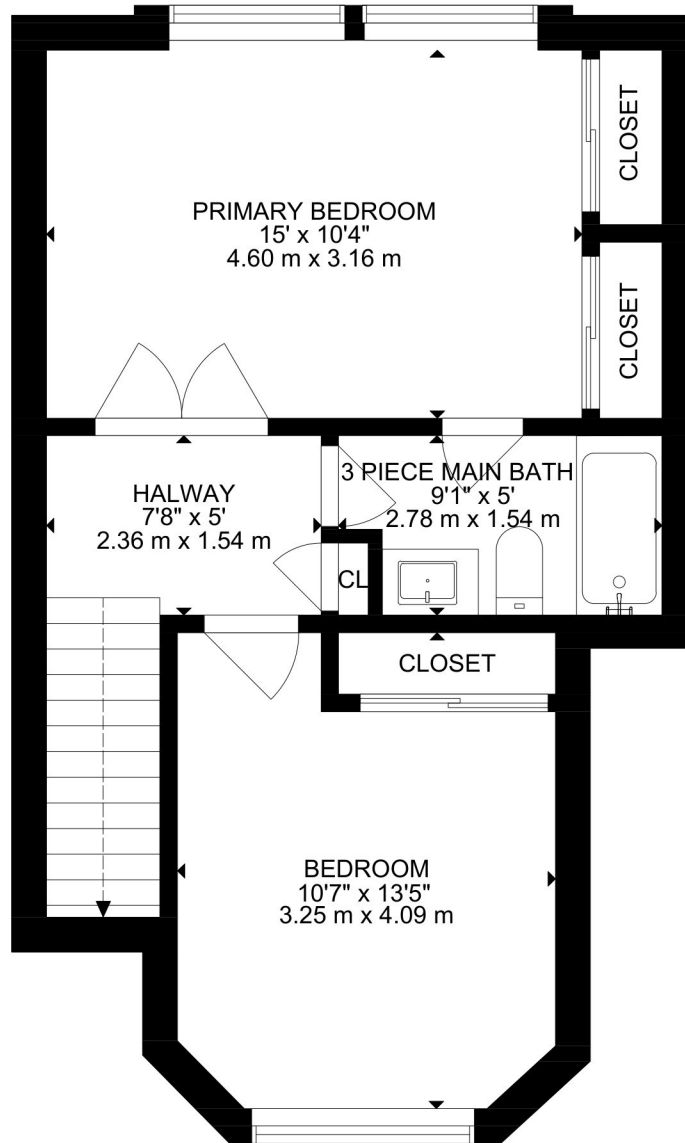 CLOSET
PRIMARY BEDROOM
15' x 10'4"
4.60 m x 3.16 m
CLOSET
HALWAY
7'8" x 5'
2.36 m x 1.54 m
3 PIECE MAIN BATH
9'1" x 5'
2.78 m x 1.54 m
CL
CLOSET
BEDROOM
10'7" x 13'5"
3.25 m x 4.09 m